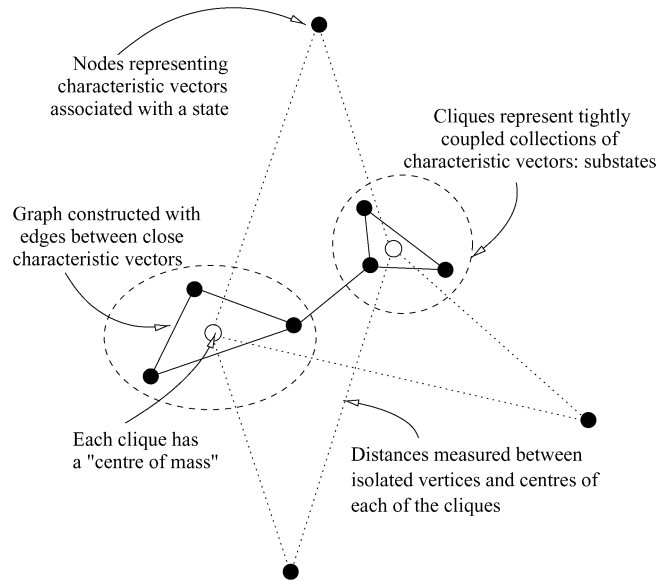 Nodes representing
characteristic vectors
associated with a state
Cliques represent tightly
coupled collections of
characteristic vectors: substates
Graph constructed with
edges between close
characteristic vectors
Each clique has
a "centre of mass"
Distances measured between
isolated vertices and centres of
each of the cliques